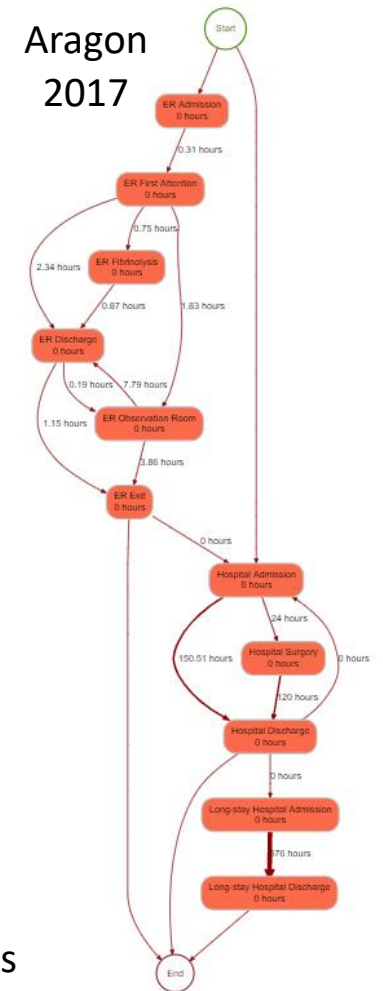 Aragon
2017
Start
ER Admission
0 hours
0.31 hours
ER First Attention
0 hours
0.75 hours
ER Fibrinolysis
0 hours
2.34 hours
0.87 hours
1.83 hours
ER Discharge
0 hours
0.19 hours
7.79 hours
ER Observation Room
0 hours
1.15 hours
3.86 hours
ER Exit
0 hours
0 hours
Hospital Admission
0 hours
24 hours
Hospital Surgery
0 hours
150.51 hours
0 hours
120 hours
Hospital Discharge
0 hours
0 hours
Long-stay Hospital Admission
0 hours
676 hours
Long-stay Hospital Discharge
0 hours
s
End